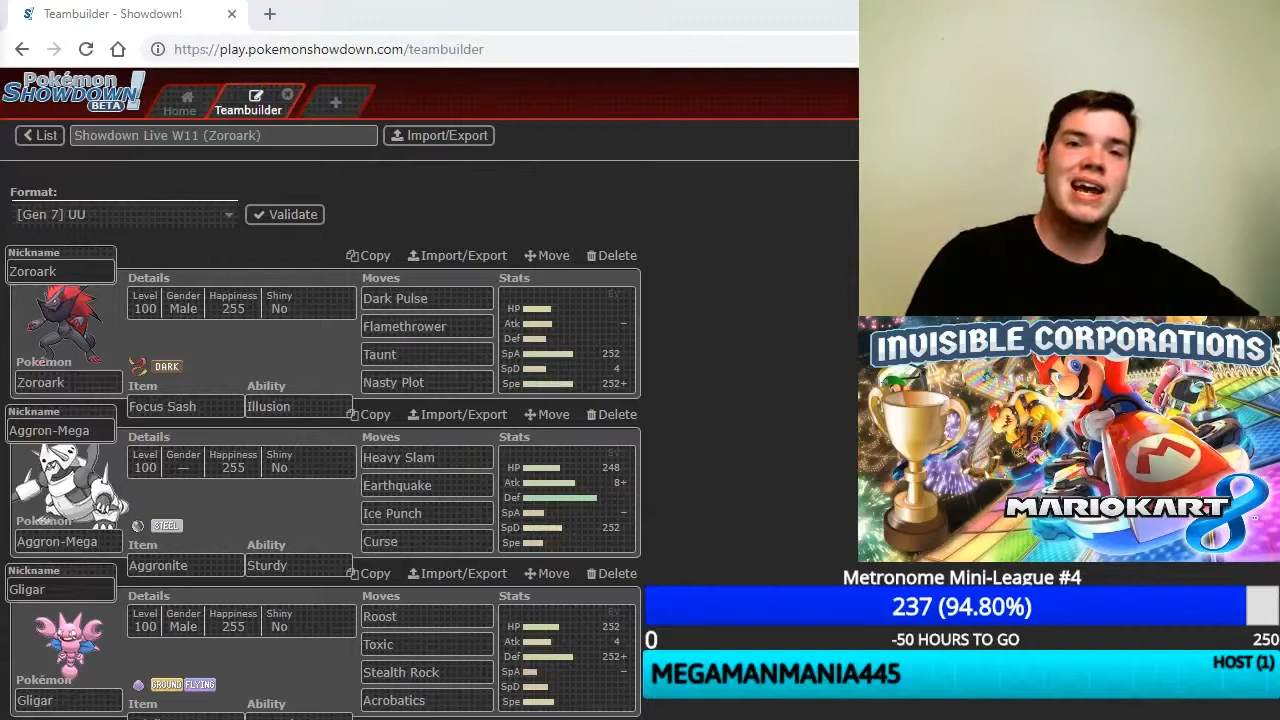 Teambuilder - Showdown!
https://play.pokemonshowdown.com/teambuilder
Pokémon
Showdown!
BETA
Home
Teambuilder
List
Showdown Live W11 (Zoroark)
Import/Export
Format:
[Gen 7] UU
Validate
Copy Import/Export Move Delete
Nickname
Zoroark
Details Moves Stats
Level Gender Happiness Shiny
100 Male 255 No
Dark Pulse
Flamethrower
Taunt
Nasty Plot
EV
HP
Atk –
Def
SpA 252
SpD 4
Spe 252+
Pokémon
Zoroark
DARK
Item Ability
Focus Sash Illusion
Copy Import/Export Move Delete
Nickname
Aggron-Mega
Details Moves Stats
Level Gender Happiness Shiny
100 — 255 No
Heavy Slam
Earthquake
Ice Punch
Curse
EV
HP 248
Atk 8+
Def
SpA –
SpD 252
Spe
Pokémon
Aggron-Mega
STEEL
Item Ability
Aggronite Sturdy
Copy Import/Export Move Delete
Nickname
Gligar
Details Moves Stats
Level Gender Happiness Shiny
100 Male 255 No
Roost
Toxic
Stealth Rock
Acrobatics
EV
HP 252
Atk 4
Def 252+
SpA –
SpD
Spe
Pokémon
Gligar
GROUND FLYING
Item Ability
INVISIBLE CORPORATIONS
MARIOKART 8
Metronome Mini-League #4
237 (94.80%)
0 -50 HOURS TO GO 250
MEGAMANMANIA445 HOST (1)